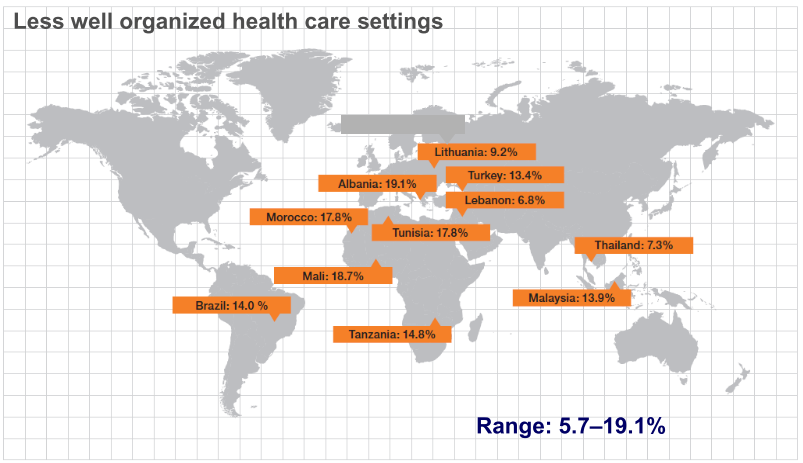 Less well organized health care settings
Lithuania: 9.2%
Turkey: 13.4%
Albania: 19.1%
Lebanon: 6.8%
Morocco: 17.8%
Tunisia: 17.8%
Thailand: 7.3%
Mali: 18.7%
Malaysia: 13.9%
Brazil: 14.0 %
Tanzania: 14.8%
Range: 5.7–19.1%